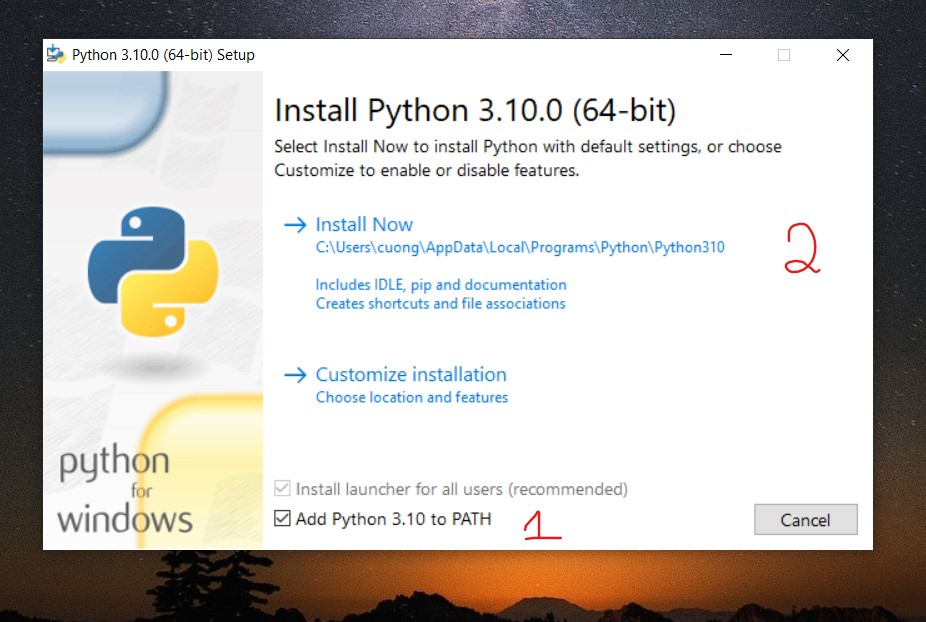 Python 3.10.0 (64-bit) Setup
Install Python 3.10.0 (64-bit)
Select Install Now to install Python with default settings, or choose
Customize to enable or disable features.
Install Now
C:\Users\cuong\AppData\Local\Programs\Python\Python310
2
Includes IDLE, pip and documentation
Creates shortcuts and file associations
Customize installation
Choose location and features
python
for
windows
Install launcher for all users (recommended)
Add Python 3.10 to PATH
1
Cancel